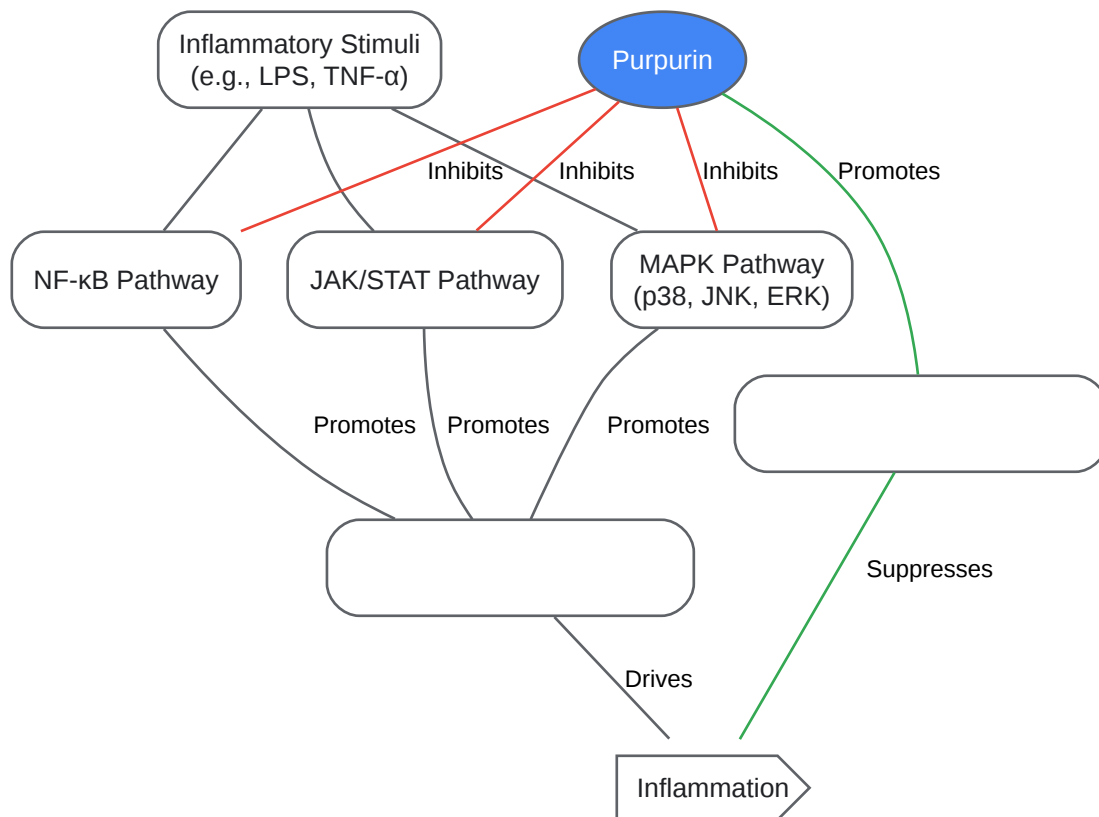 Inflammatory Stimuli
(e.g., LPS, TNF-α)
Purpurin
Inhibits
Inhibits
Inhibits
Promotes
NF-κB Pathway
JAK/STAT Pathway
MAPK Pathway
(p38, JNK, ERK)
Promotes
Promotes
Promotes
Suppresses
Drives
Inflammation